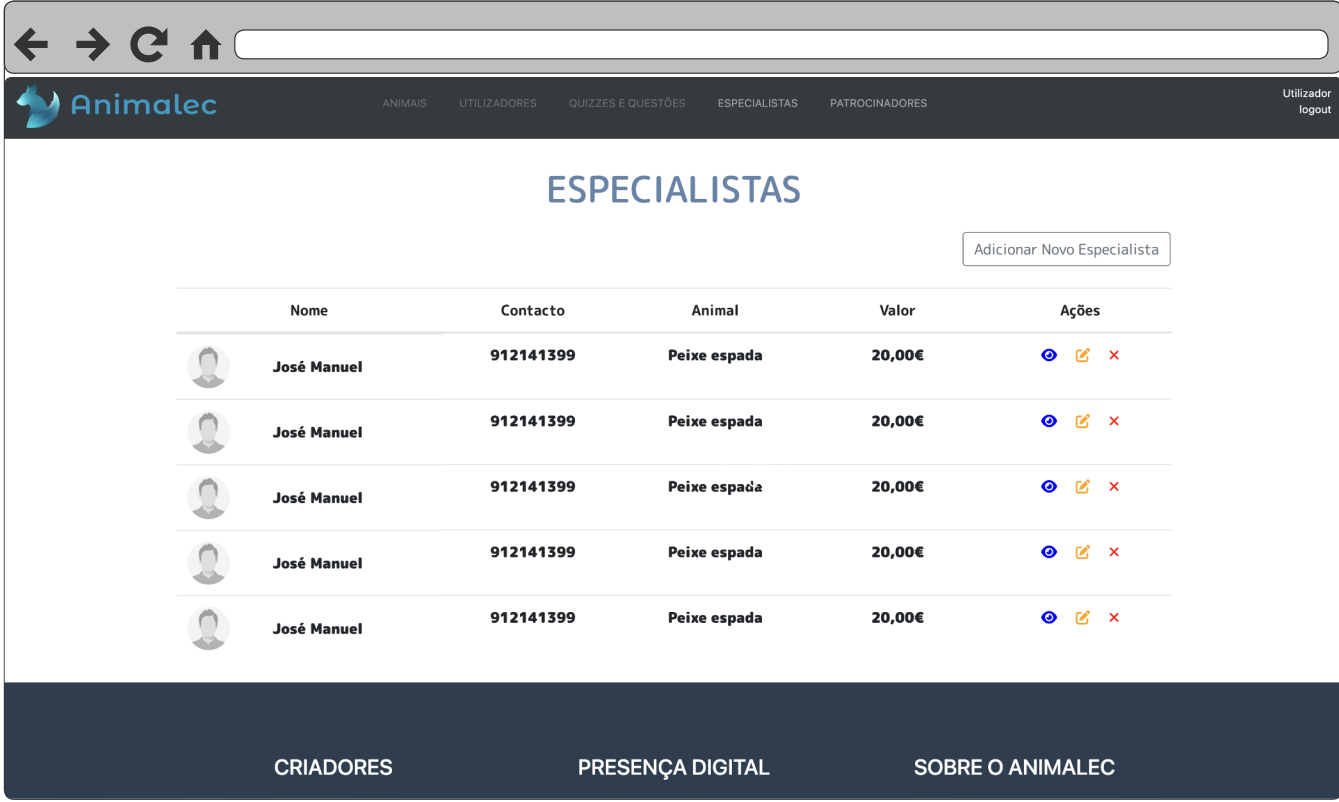 Animalec
ANIMAIS UTILIZADORES QUIZZES E QUESTÕES ESPECIALISTAS PATROCINADORES
Utilizador
logout
ESPECIALISTAS
Adicionar Novo Especialista
Nome Contacto Animal Valor Ações
José Manuel 912141399 Peixe espada 20,00€
José Manuel 912141399 Peixe espada 20,00€
José Manuel 912141399 Peixe espada 20,00€
José Manuel 912141399 Peixe espada 20,00€
José Manuel 912141399 Peixe espada 20,00€
CRIADORES PRESENÇA DIGITAL SOBRE O ANIMALEC